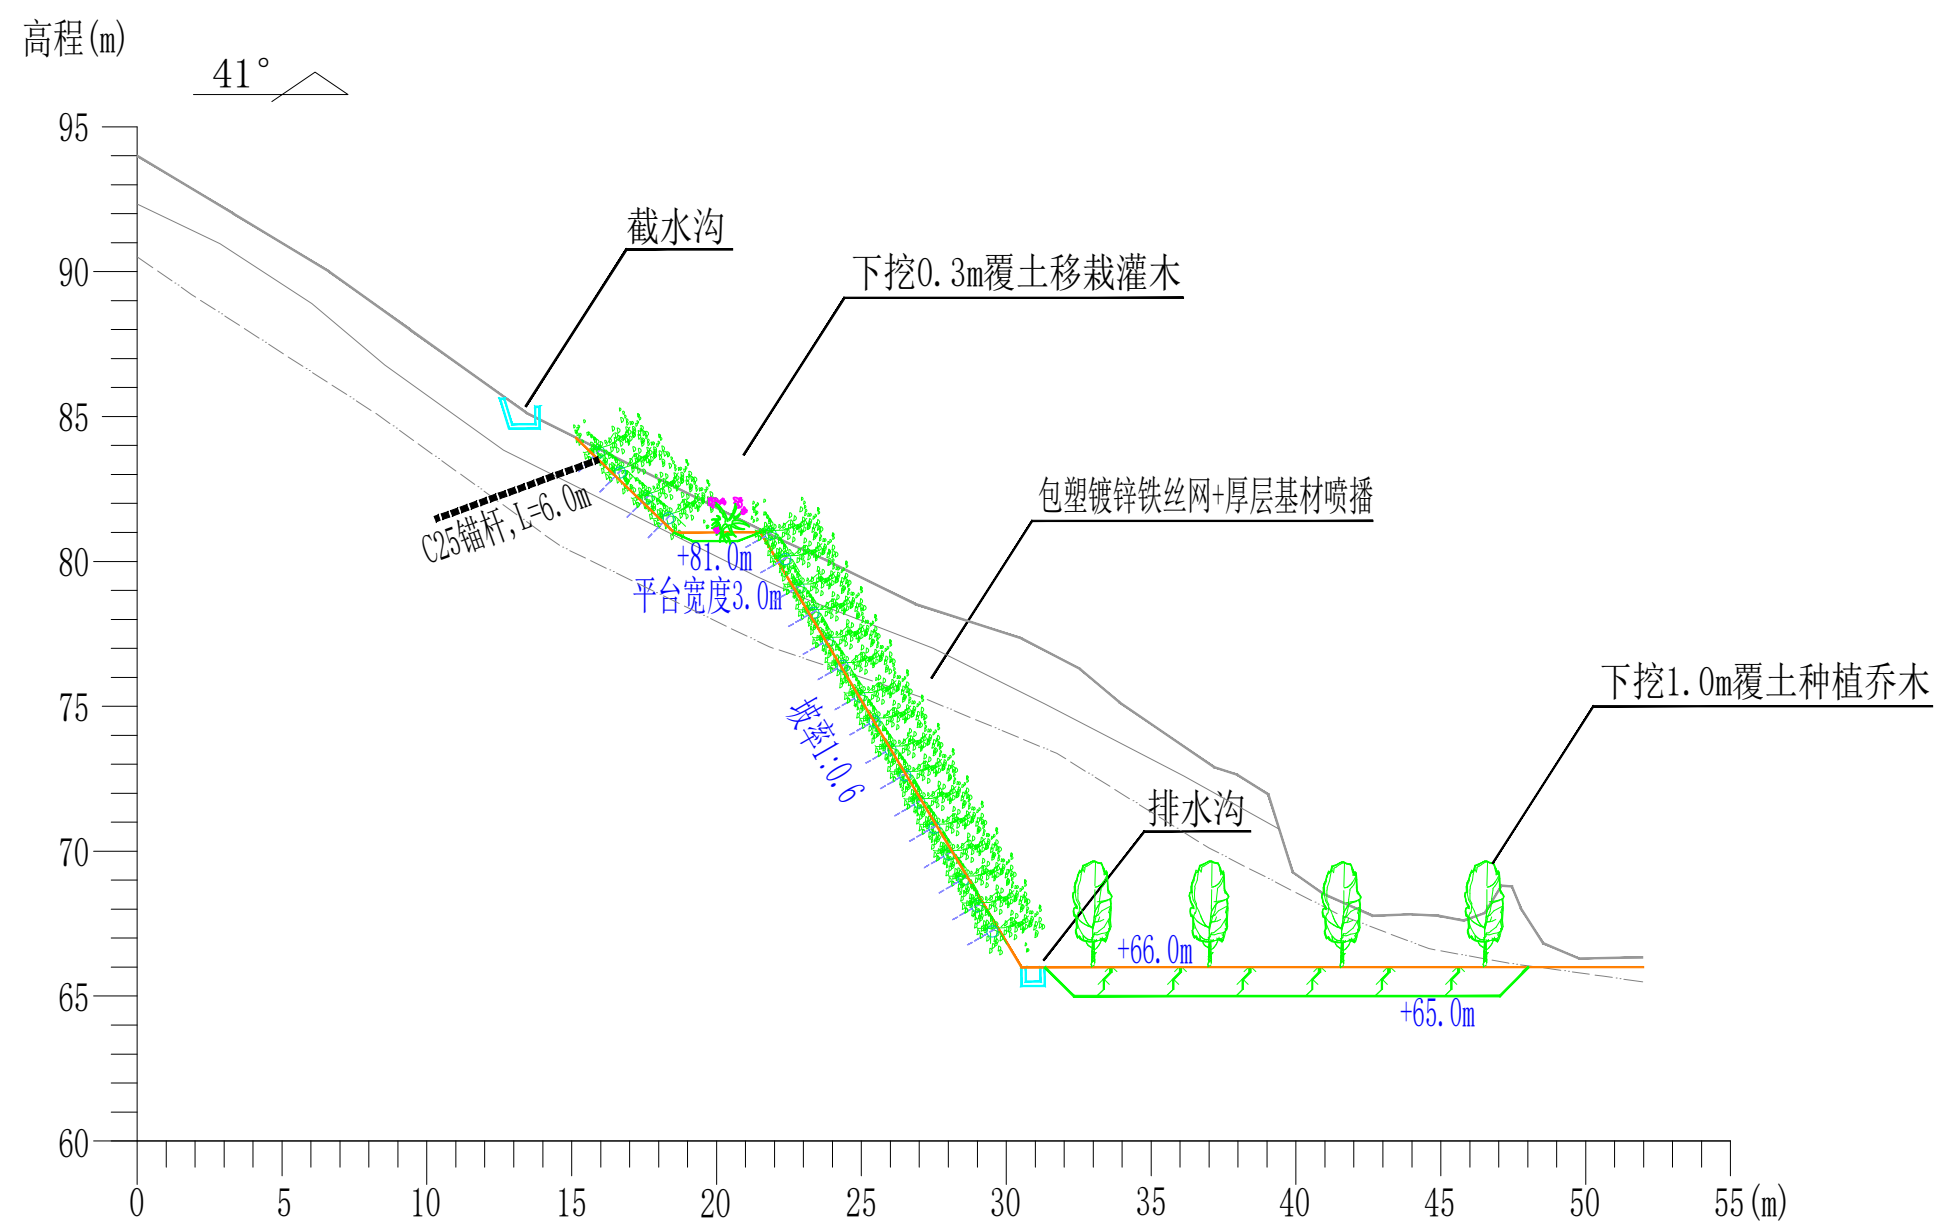 高程(m)
41°
95
截水沟
90
下挖0.3m覆土移栽灌木
85
包塑镀锌铁丝网+厚层基材喷播
C25锚杆,L=6.0m
80
+81.0m
平台宽度3.0m
下挖1.0m覆土种植乔木
75
坡率1:0.6
排水沟
70
+66.0m
65
+65.0m
60
0 5 10 15 20 25 30 35 40 45 50 55(m)